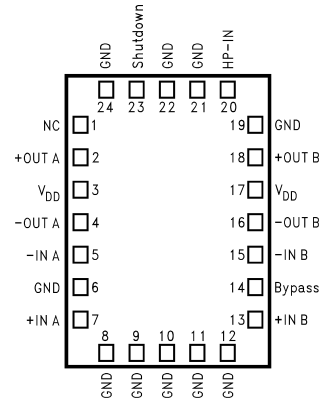 GND Shutdown GND GND HP-IN
24 23 22 21 20
NC 1 19 GND
+OUT A 2 18 +OUT B
VDD 3 17 VDD
−OUT A 4 16 −OUT B
−IN A 5 15 −IN B
GND 6 14 Bypass
+IN A 7 13 +IN B
8 9 10 11 12
GND GND GND GND GND